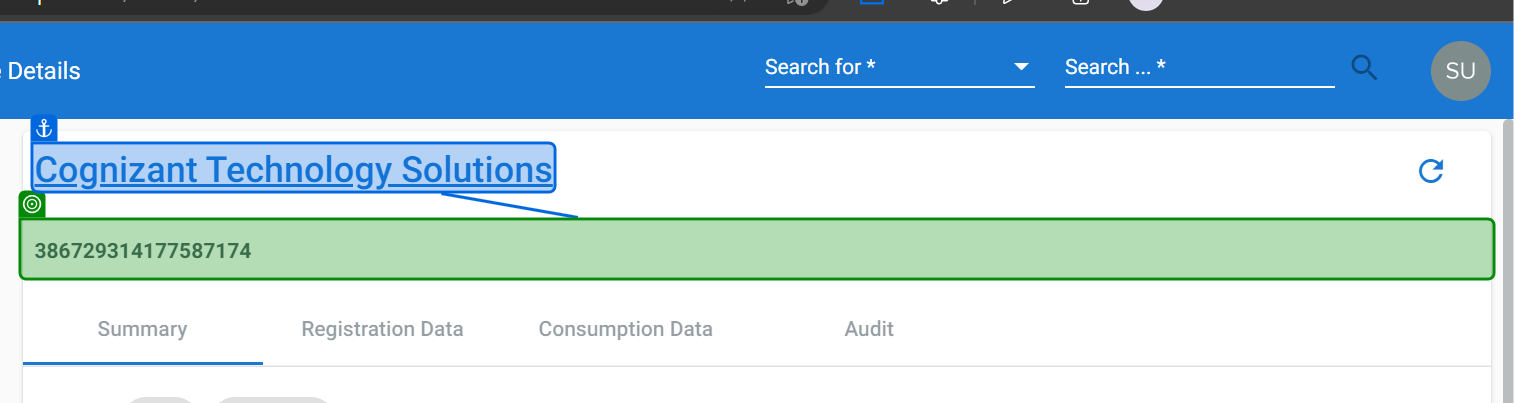 Details
Search for *
Search ... *
SU
Cognizant Technology Solutions
386729314177587174
Summary
Registration Data
Consumption Data
Audit